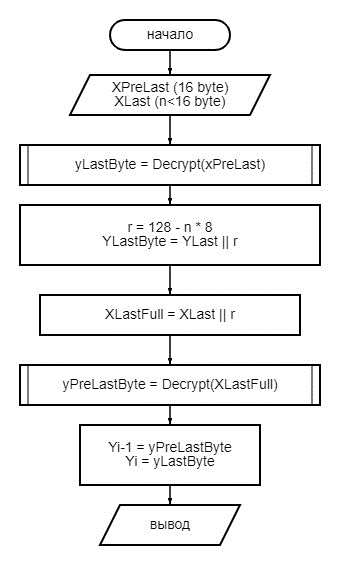 начало
XPreLast (16 byte)
XLast (n<16 byte)
yLastByte = Decrypt(xPreLast)
r = 128 - n * 8
YLastByte = YLast || r
XLastFull = XLast || r
yPreLastByte = Decrypt(XLastFull)
Yi-1 = yPreLastByte
Yi = yLastByte
вывод